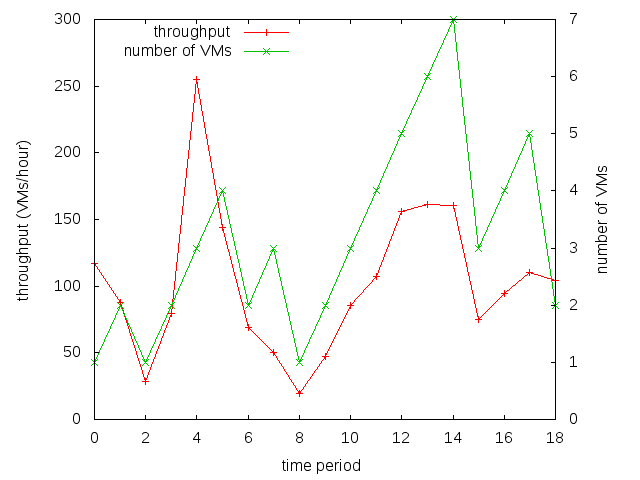 throughput
number of VMs
300
250
200
150
100
50
0
7
6
5
4
3
2
1
0
throughput (VMs/hour)
number of VMs
0 2 4 6 8 10 12 14 16 18
time period